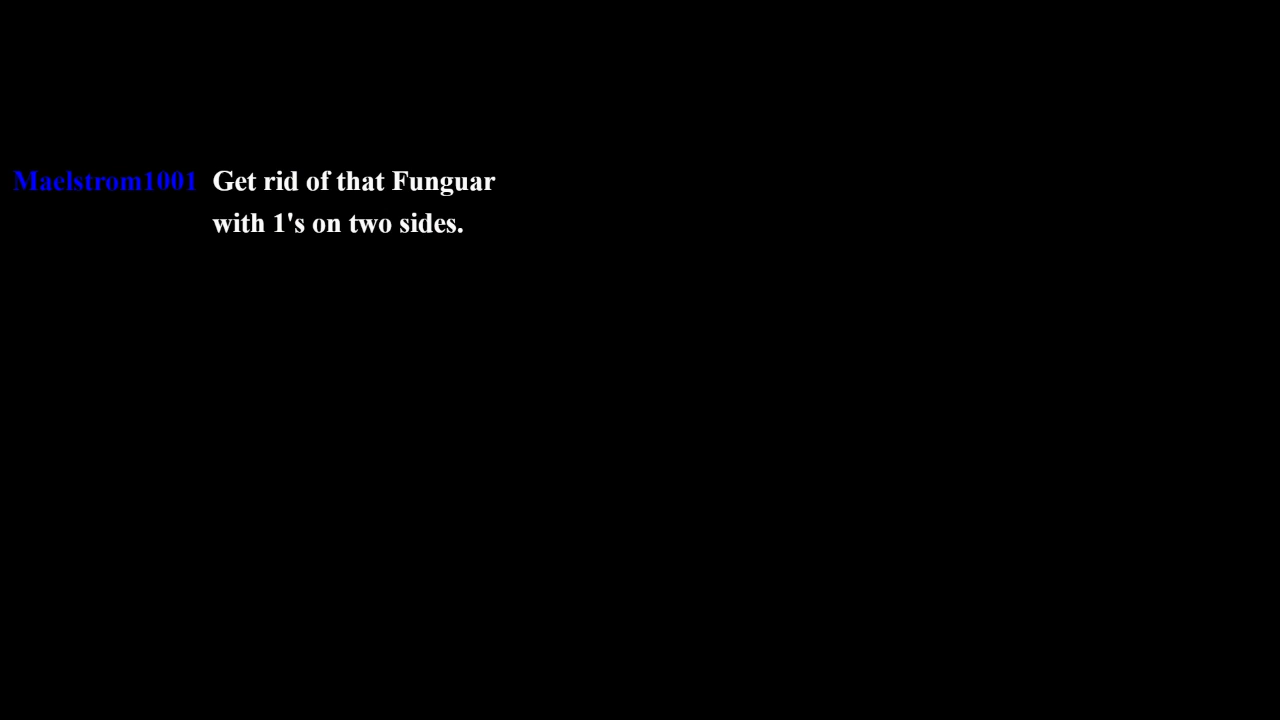 Maelstrom1001 Get rid of that Funguar
with 1's on two sides.